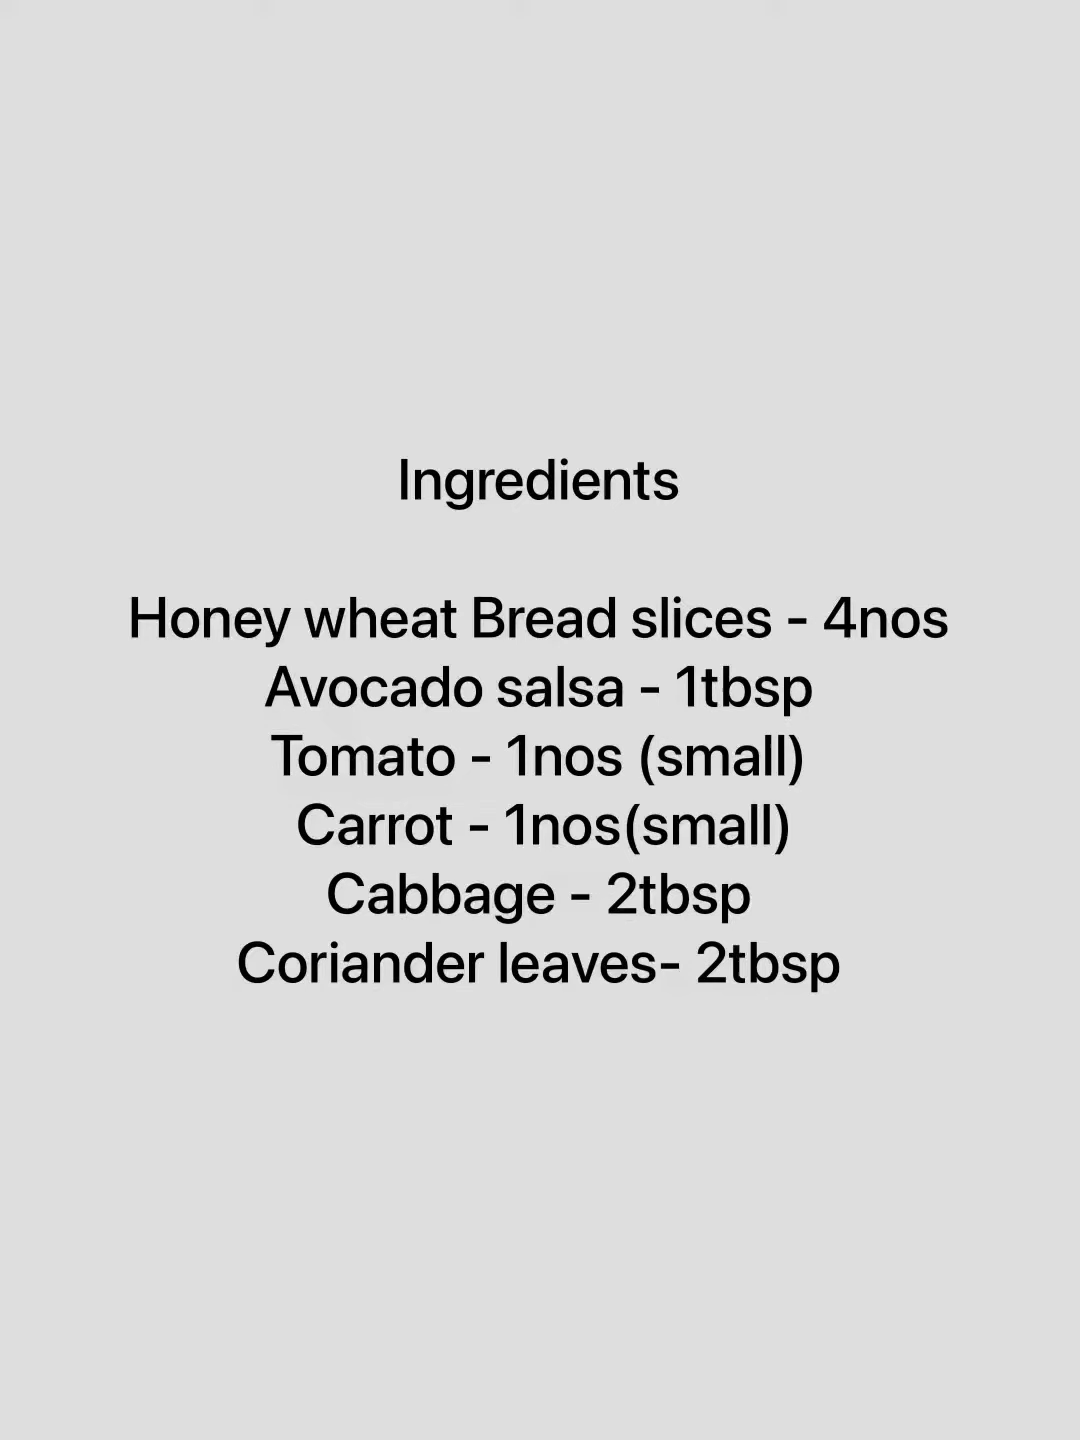 Ingredients
Honey wheat Bread slices - 4nos
Avocado salsa - 1tbsp
Tomato - 1nos (small)
Carrot - 1nos(small)
Cabbage - 2tbsp
Coriander leaves- 2tbsp